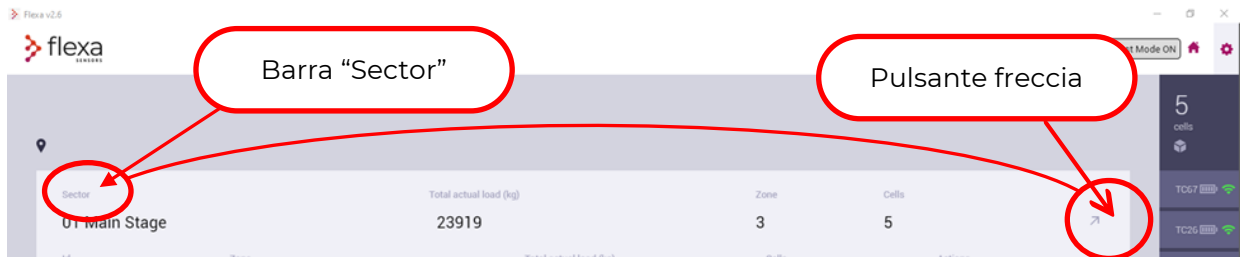 Flexa v2.6
flexa
SENSORS
Barra “Sector”
Pulsante freccia
Mode ON
5
cells
Sector
Total actual load (kg)
Zone
Cells
01 Main Stage
23919
3
5
TC67
TC26